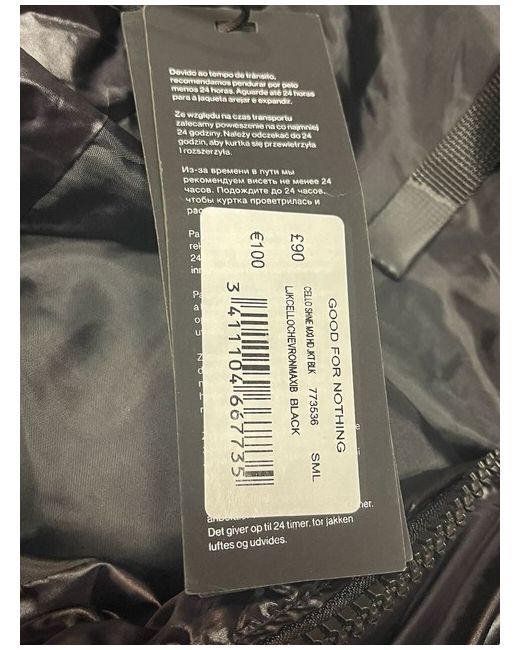 Devido ao tempo de trânsito,
recomendamos pendurar por pelo
menos 24 horas. Aguarde até 24 horas
para a jaqueta arejar e expandir.
Ze względu na czas transportu
zalecamy powieszenie na co najmniej
24 godziny. Należy odczekać do 24
godzin, aby kurtka się przewietrzyła
i rozszerzyła.
Из-за времени в пути мы
рекомендуем висеть не менее 24
часов. Подождите до 24 часов,
чтобы куртка проветрилась и
GOOD FOR NOTHING
CELLO SHINE MXI HD JKT BLK 773536 SML
LJKCELLOCHEVRONMAXIB BLACK
£90
€100
3 411104 667735
Det giver op til 24 timer. for jakken
luftes og udvides.